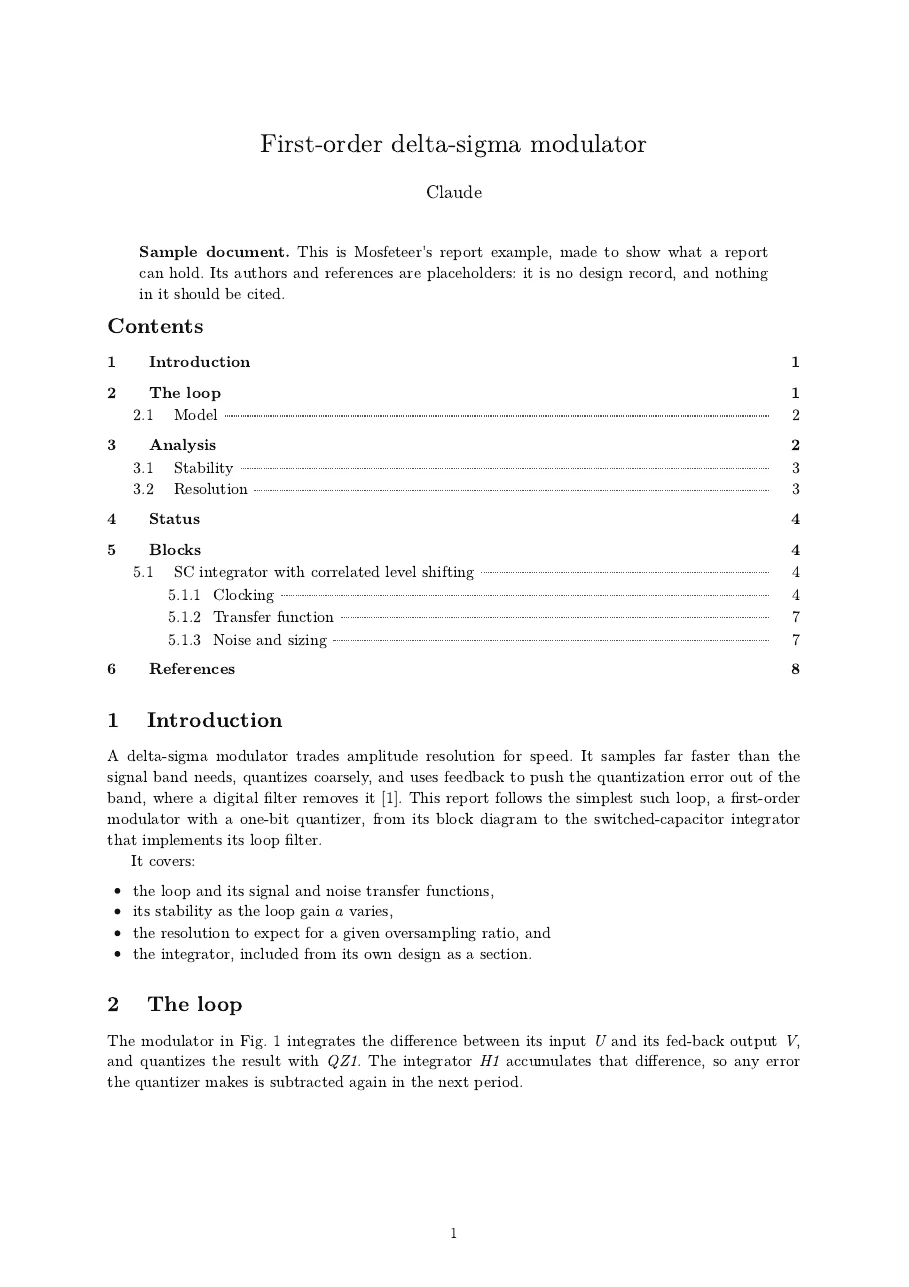 First-order delta-sigma modulator
Claude
Sample document. This is Mosfeteer's report example, made to show what a report
can hold. Its authors and references are placeholders: it is no design record, and nothing
in it should be cited.
Contents
1 Introduction 1
2 The loop 1
2.1 Model 2
3 Analysis 2
3.1 Stability 3
3.2 Resolution 3
4 Status 4
5 Blocks 4
5.1 SC integrator with correlated level shifting 4
5.1.1 Clocking 4
5.1.2 Transfer function 7
5.1.3 Noise and sizing 7
6 References 8
1 Introduction
A delta-sigma modulator trades amplitude resolution for speed. It samples far faster than the
signal band needs, quantizes coarsely, and uses feedback to push the quantization error out of the
band, where a digital filter removes it [1]. This report follows the simplest such loop, a first-order
modulator with a one-bit quantizer, from its block diagram to the switched-capacitor integrator
that implements its loop filter.
It covers:
• the loop and its signal and noise transfer functions,
• its stability as the loop gain a varies,
• the resolution to expect for a given oversampling ratio, and
• the integrator, included from its own design as a section.
2 The loop
The modulator in Fig. 1 integrates the difference between its input U and its fed-back output V,
and quantizes the result with QZ1. The integrator H1 accumulates that difference, so any error
the quantizer makes is subtracted again in the next period.
1